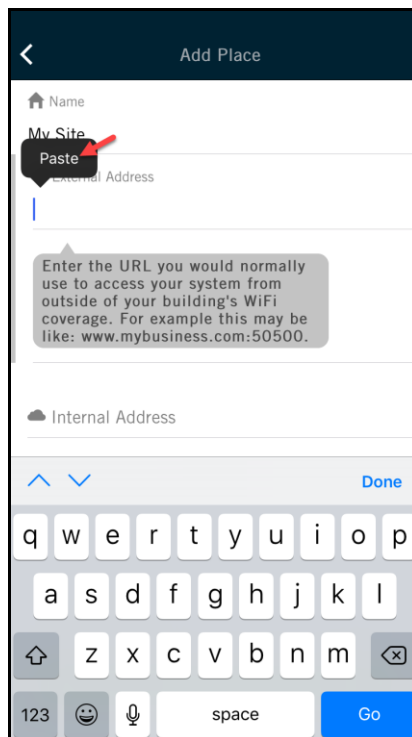 Add Place
Name
My Site
Paste
External Address
Enter the URL you would normally
use to access your system from
outside of your building's WiFi
coverage. For example this may be
like: www.mybusiness.com:50500.
Internal Address
Done
q w e r t y u i o p
a s d f g h j k l
z x c v b n m
123 space Go